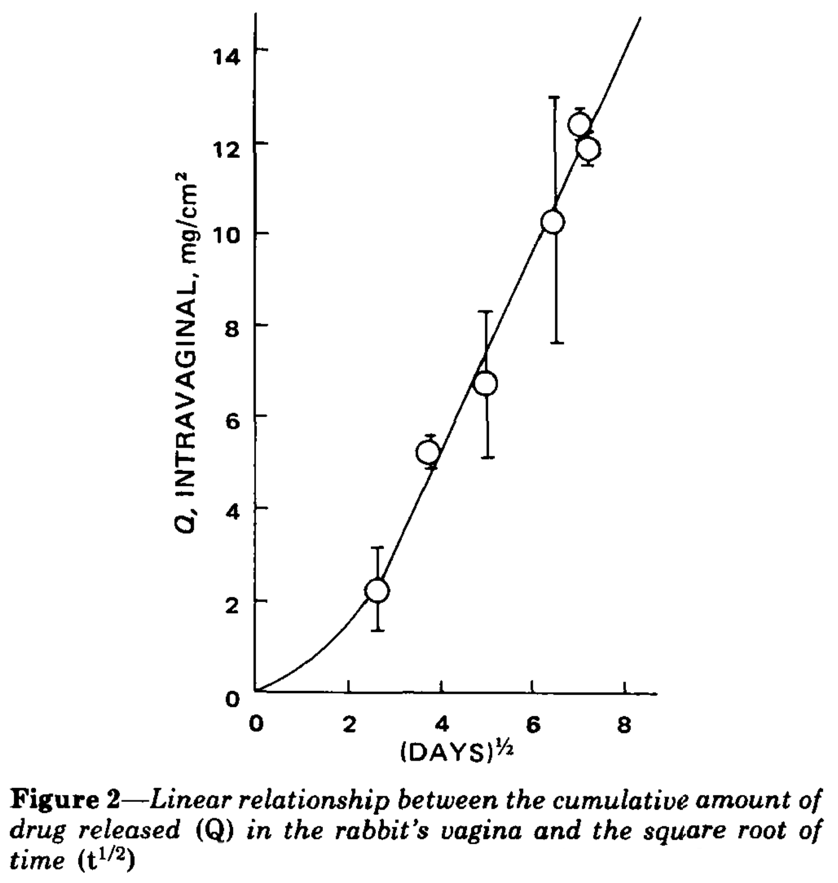 14
12
10
8
6
4
2
0
Q, INTRAVAGINAL, mg/cm²
0 2 4 6 8
(DAYS)½
Figure 2—Linear relationship between the cumulative amount of
drug released (Q) in the rabbit's vagina and the square root of
time (t1/2)